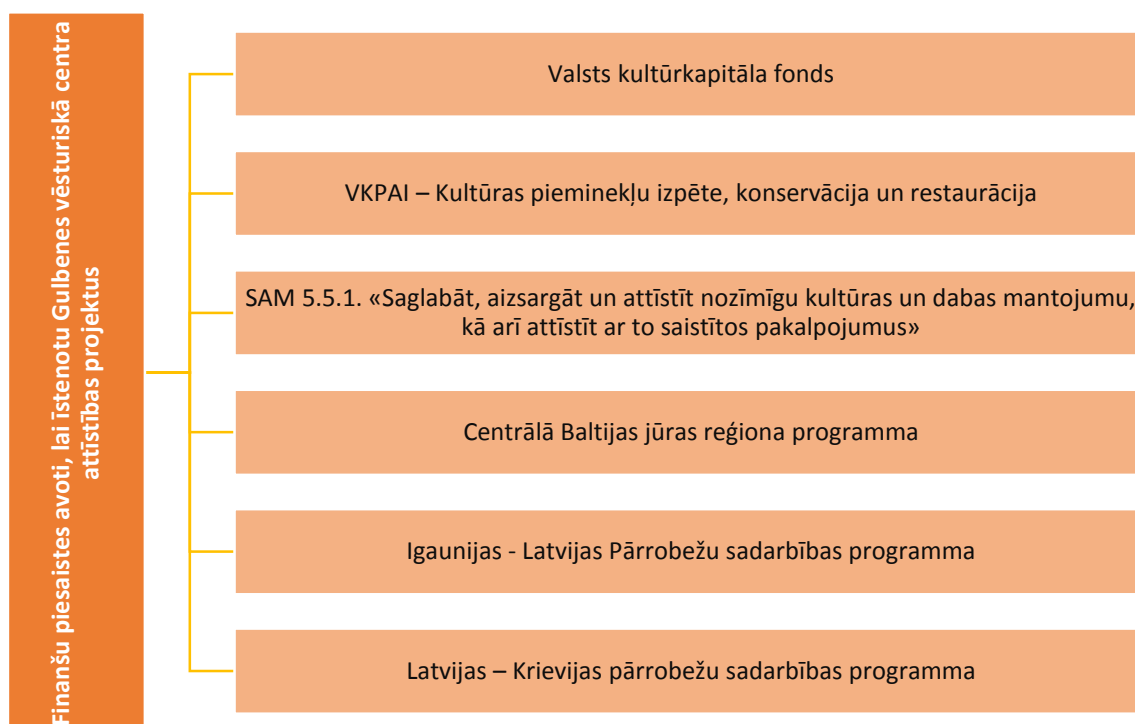 Finanšu piesaistes avoti, lai īstenotu Gulbenes vēsturiskā centra
attīstības projektus
Valsts kultūrkapitāla fonds
VKPAI – Kultūras pieminekļu izpēte, konservācija un restaurācija
SAM 5.5.1. «Saglabāt, aizsargāt un attīstīt nozīmīgu kultūras un dabas mantojumu,
kā arī attīstīt ar to saistītos pakalpojumus»
Centrālā Baltijas jūras reģiona programma
Igaunijas - Latvijas Pārrobežu sadarbības programma
Latvijas – Krievijas pārrobežu sadarbības programma